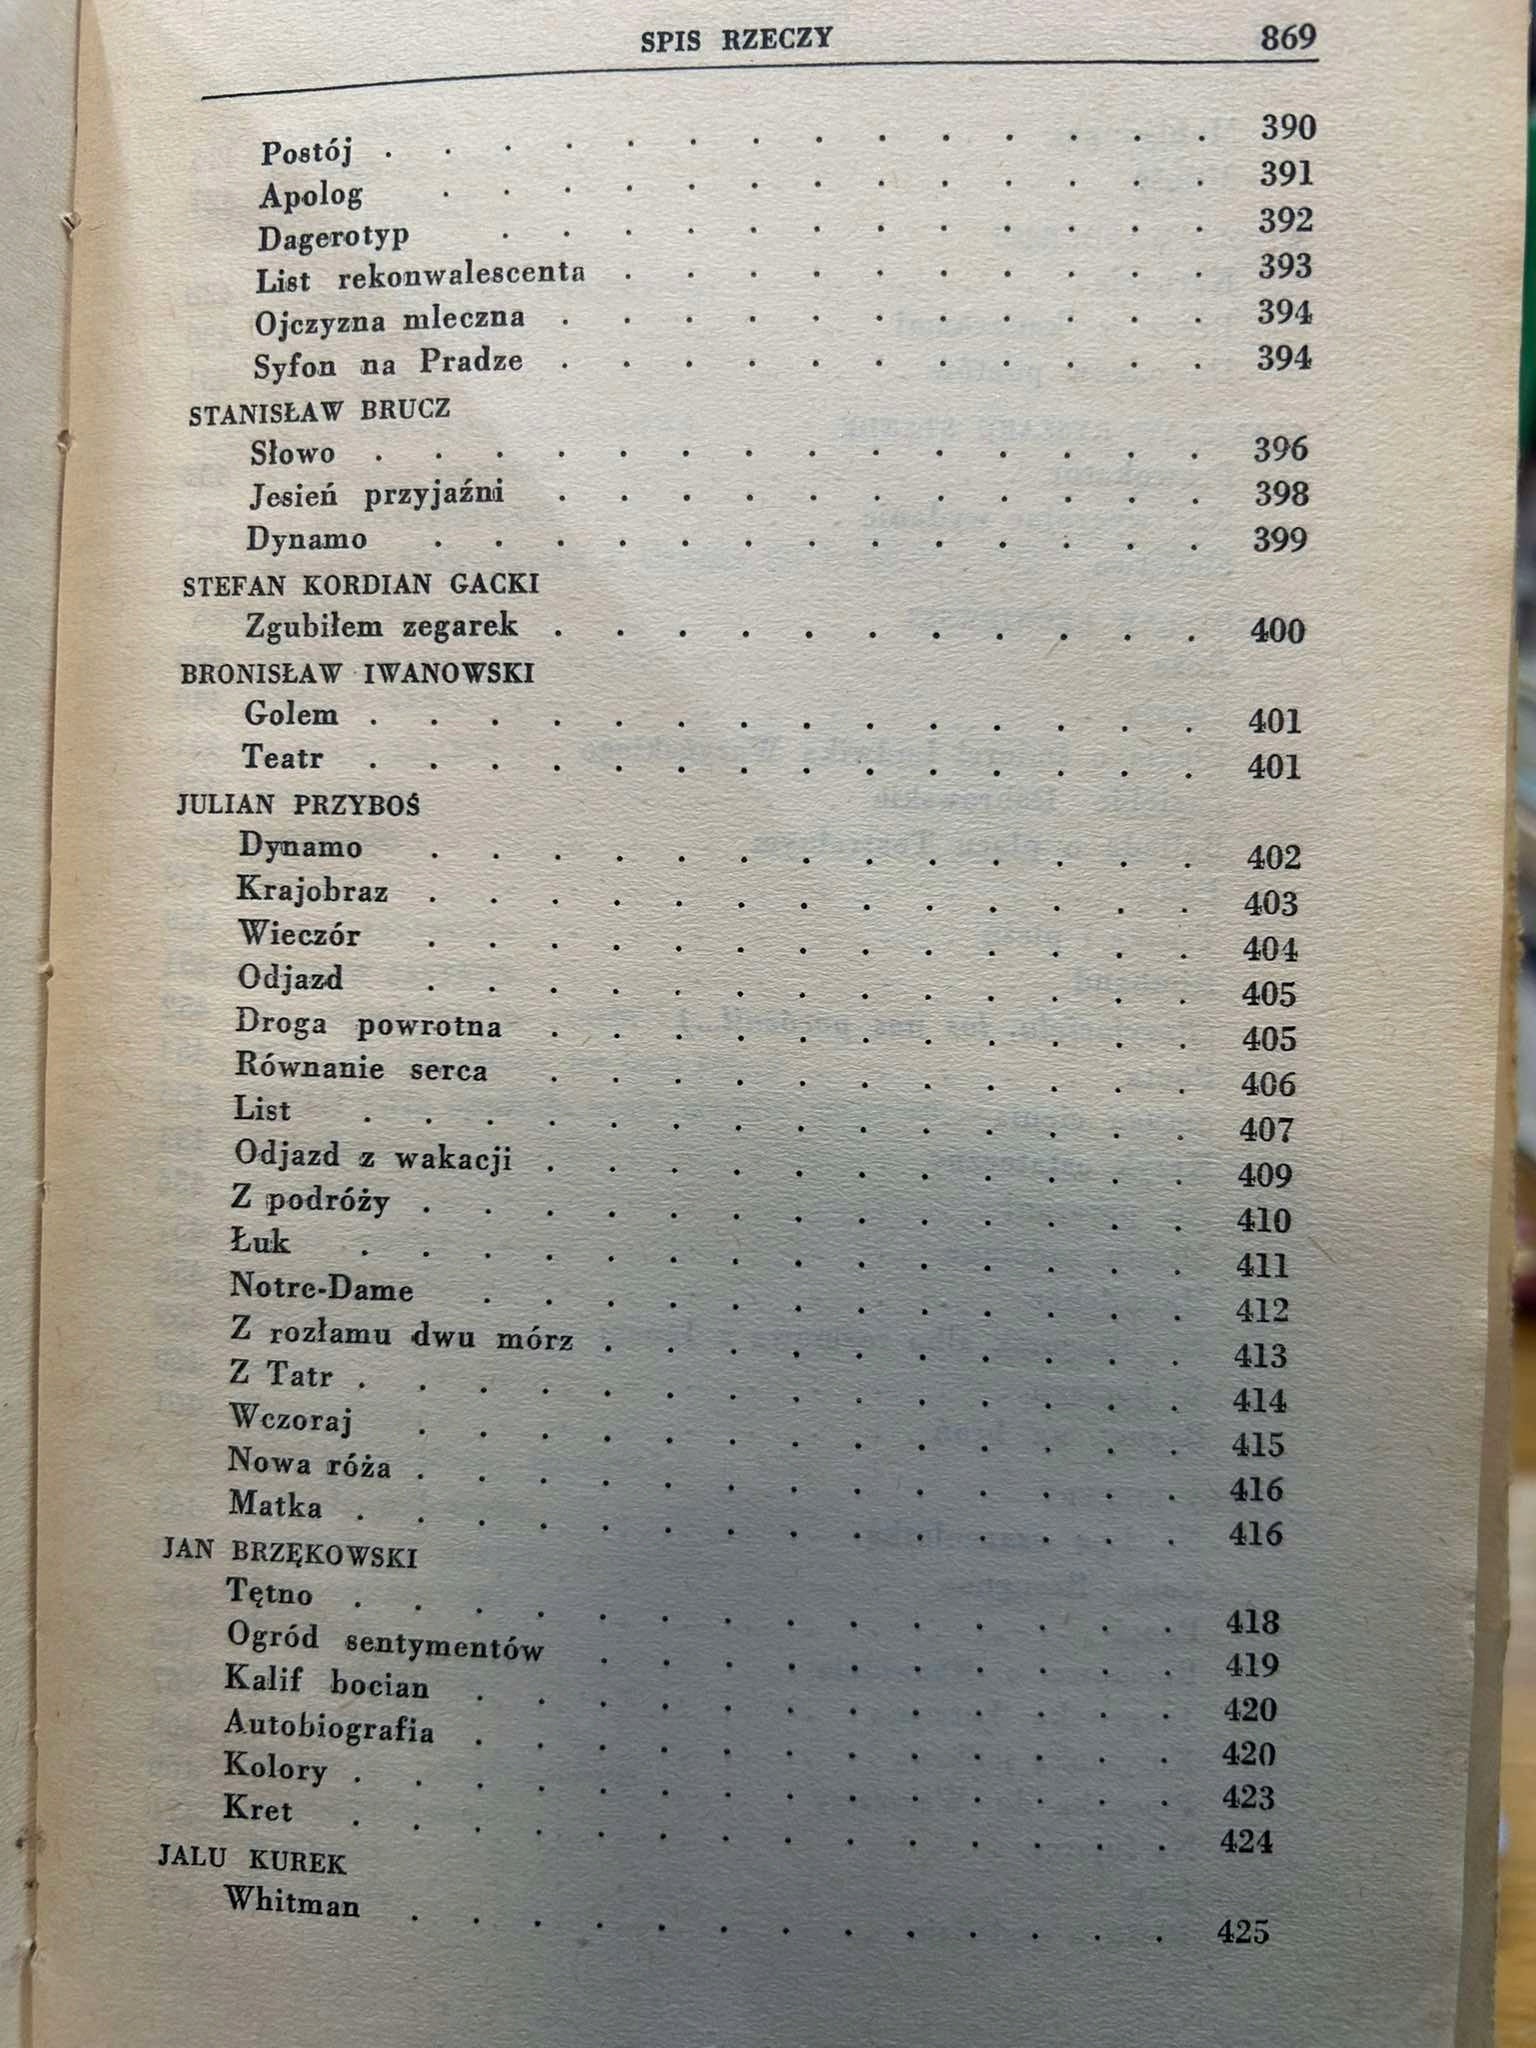 SPIS RZECZY 869
Postój . . . . . . . . . . . . . . 390
Apolog . . . . . . . . . . . . . 391
Dagerotyp . . . . . . . . . . . . 392
List rekonwalescenta . . . . . . . . . . 393
Ojczyzna mleczna . . . . . . . . . . . 394
Syfon na Pradze . . . . . . . . . . . 394
STANISŁAW BRUCZ
Słowo . . . . . . . . . . . . . . 396
Jesień przyjaźni . . . . . . . . . . . 398
Dynamo . . . . . . . . . . . . . 399
STEFAN KORDIAN GACKI
Zgubiłem zegarek . . . . . . . . . . . 400
BRONISŁAW IWANOWSKI
Golem . . . . . . . . . . . . . . 401
Teatr . . . . . . . . . . . . . . 401
JULIAN PRZYBOŚ
Dynamo . . . . . . . . . . . . . 402
Krajobraz . . . . . . . . . . . . . 403
Wieczór . . . . . . . . . . . . . 404
Odjazd . . . . . . . . . . . . . 405
Droga powrotna . . . . . . . . . . . 405
Równanie serca . . . . . . . . . . . 406
List . . . . . . . . . . . . . . 407
Odjazd z wakacji . . . . . . . . . . . 409
Z podróży . . . . . . . . . . . . . 410
Łuk . . . . . . . . . . . . . . 411
Notre-Dame . . . . . . . . . . . . 412
Z rozłamu dwu mórz . . . . . . . . . . 413
Z Tatr . . . . . . . . . . . . . . 414
Wczoraj . . . . . . . . . . . . . 415
Nowa róża . . . . . . . . . . . . . 416
Matka . . . . . . . . . . . . . . 416
JAN BRZĘKOWSKI
Tętno . . . . . . . . . . . . . . 418
Ogród sentymentów . . . . . . . . . . 419
Kalif bocian . . . . . . . . . . . . 420
Autobiografia . . . . . . . . . . . . 420
Kolory . . . . . . . . . . . . . . 423
Kret . . . . . . . . . . . . . . 424
JALU KUREK
Whitman . . . . . . . . . . . . . 425